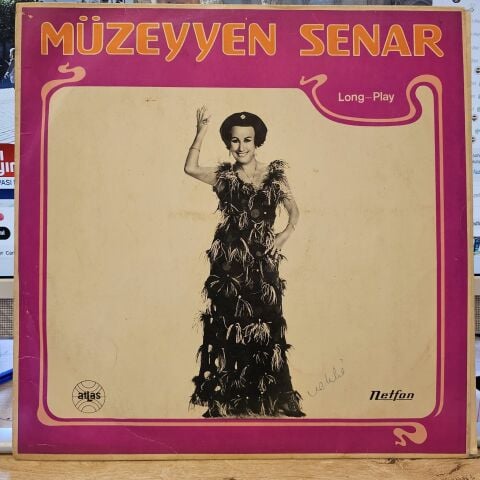 MÜZEYYEN SENAR
Long-Play
atlas
Netfon